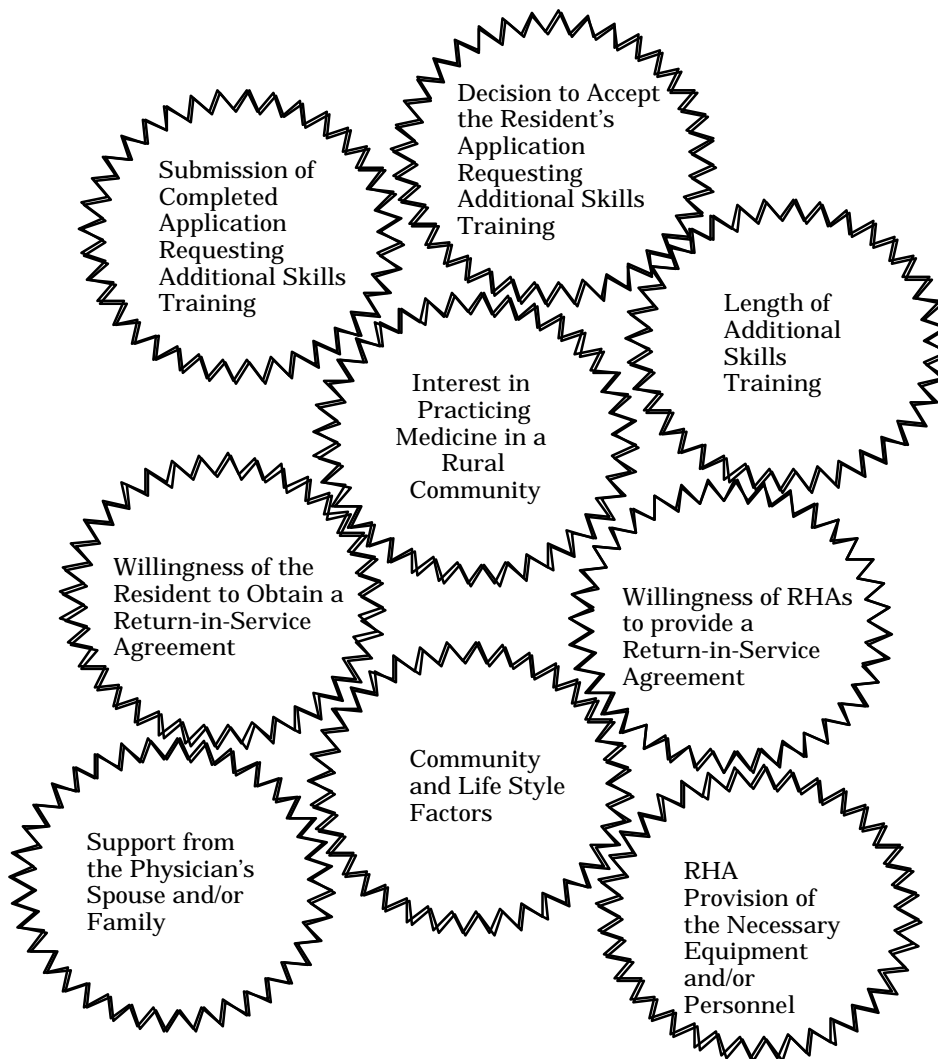 Decision to Accept
the Resident's
Application
Requesting
Additional Skills
Training
Submission of
Completed
Application
Requesting
Additional Skills
Training
Length of
Additional
Skills
Training
Interest in
Practicing
Medicine in a
Rural
Community
Willingness of the
Resident to Obtain a
Return-in-Service
Agreement
Willingness of RHAs
to provide a
Return-in-Service
Agreement
Community
and Life Style
Factors
Support from
the Physician's
Spouse and/or
Family
RHA
Provision of
the Necessary
Equipment
and/or
Personnel